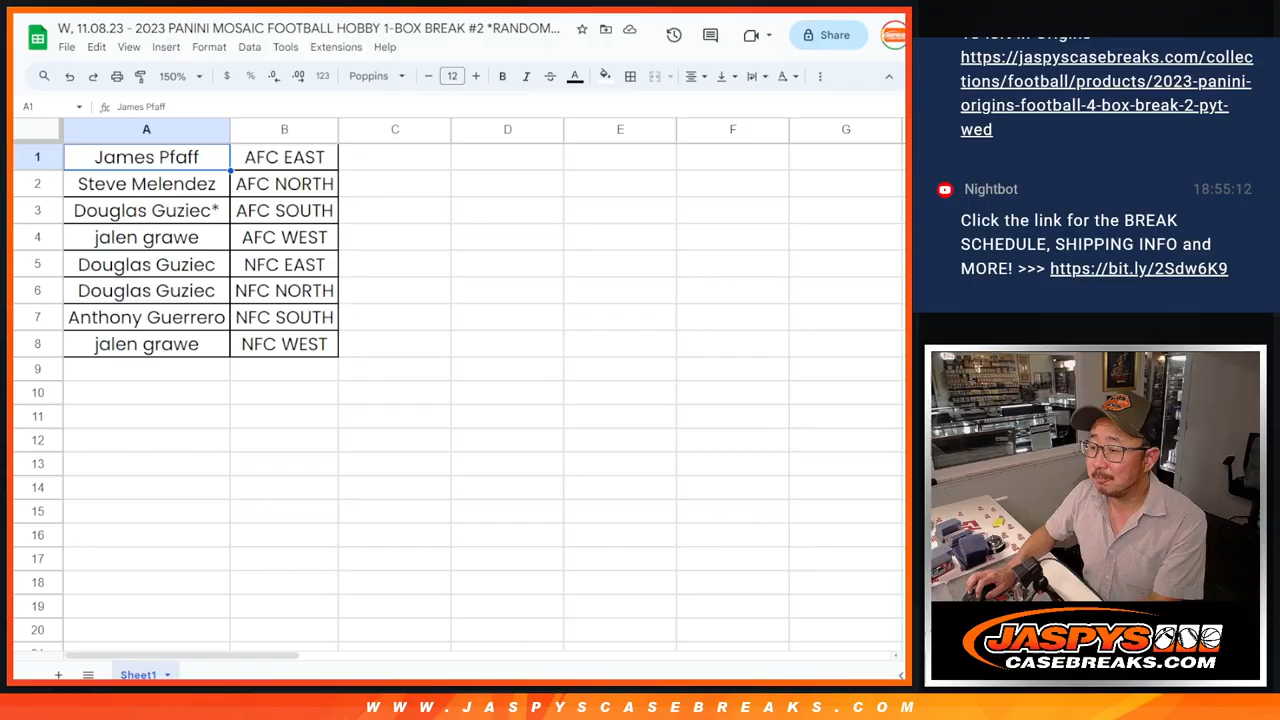 W, 11.08.23 - 2023 PANINI MOSAIC FOOTBALL HOBBY 1-BOX BREAK #2 *RANDOM...
File Edit View Insert Format Data Tools Extensions Help
Share
150% $ % .0 .00 123 Poppins 12 B I A
A1 fx James Pfaff
A B C D E F G
1 James Pfaff AFC EAST
2 Steve Melendez AFC NORTH
3 Douglas Guziec* AFC SOUTH
4 jalen grawe AFC WEST
5 Douglas Guziec NFC EAST
6 Douglas Guziec NFC NORTH
7 Anthony Guerrero NFC SOUTH
8 jalen grawe NFC WEST
9
10
11
12
13
14
15
16
17
18
19
20
Sheet1
https://jaspyscasebreaks.com/collec
tions/football/products/2023-panini-
origins-football-4-box-break-2-pyt-
wed
Nightbot 18:55:12
Click the link for the BREAK
SCHEDULE, SHIPPING INFO and
MORE! >>> https://bit.ly/2Sdw6K9
JASPYS
CASEBREAKS.COM
WWW.JASPYSCASEBREAKS.COM